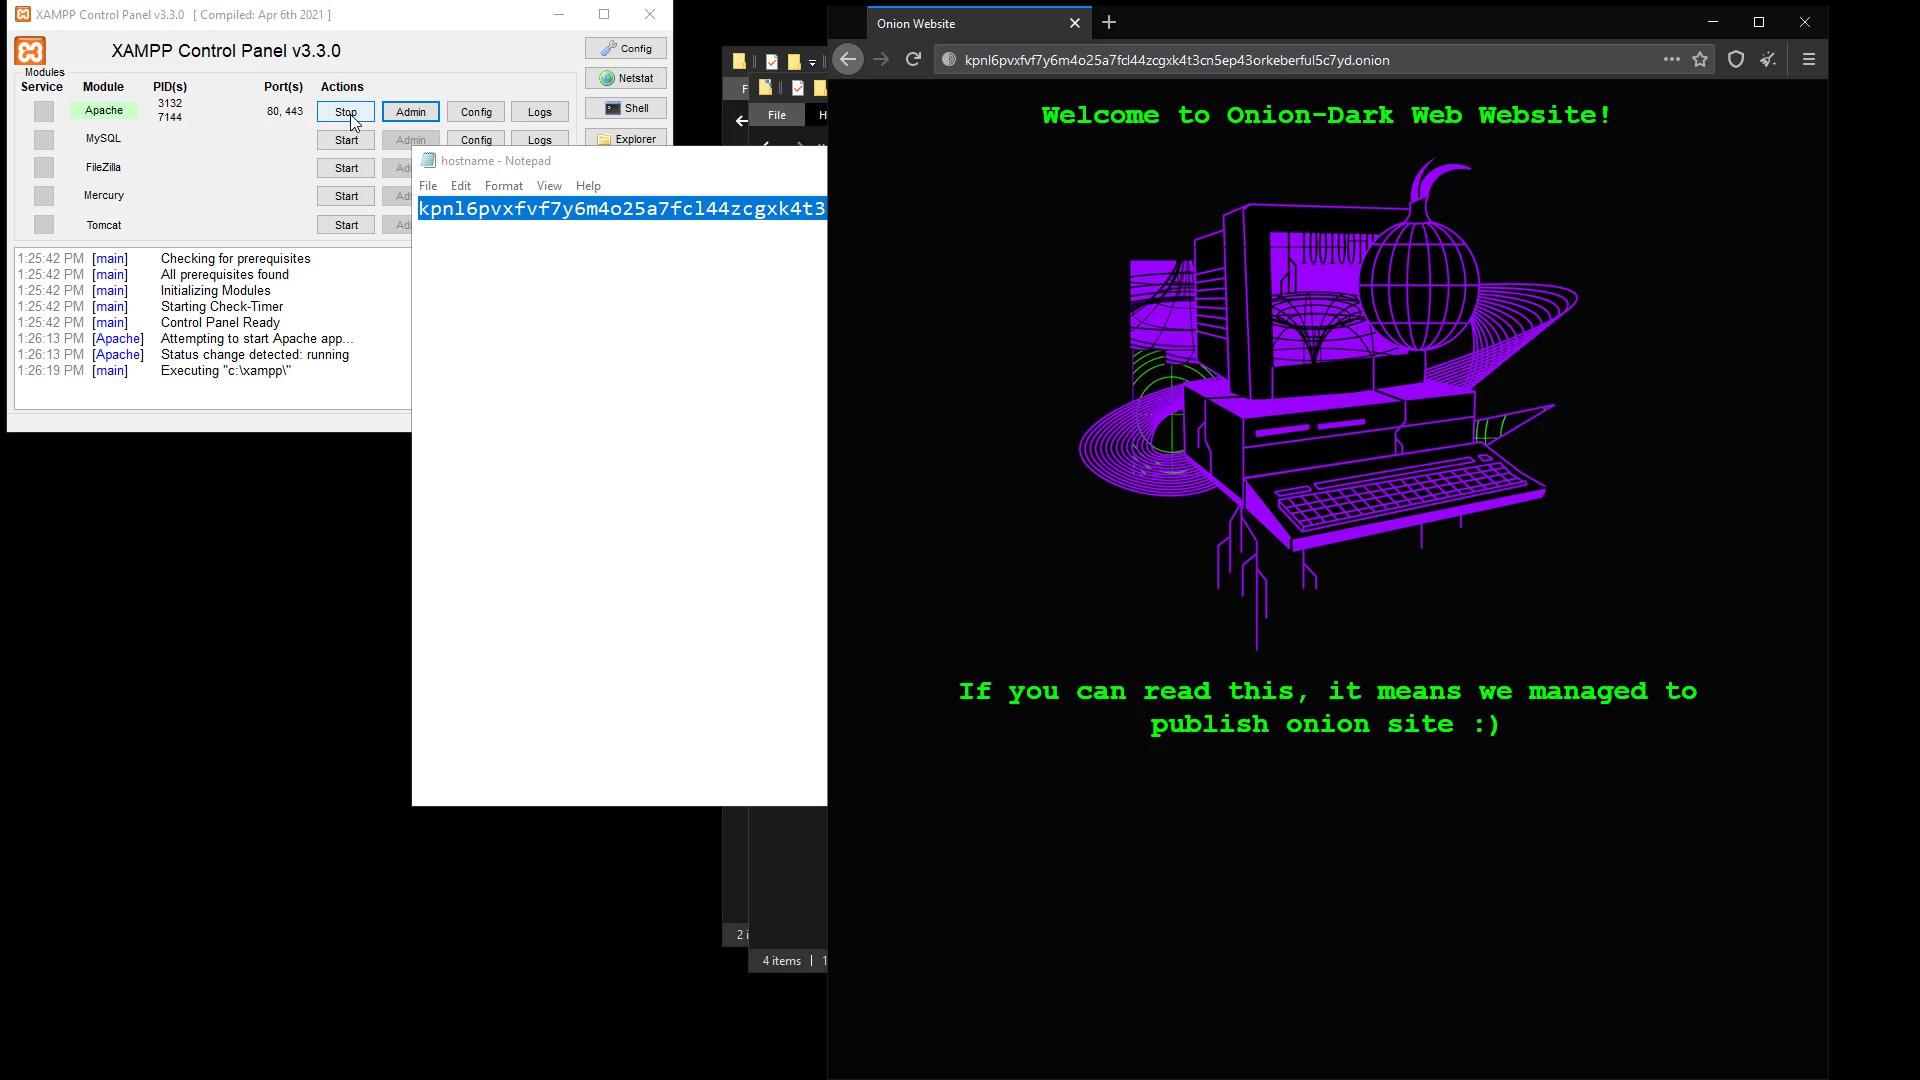 XAMPP Control Panel v3.3.0 [ Compiled: Apr 6th 2021 ]
XAMPP Control Panel v3.3.0
Config
Netstat
Shell
Explorer
Modules
Service Module PID(s) Port(s) Actions
Apache 3132 7144 80, 443 Stop Admin Config Logs
MySQL Start Admin Config Logs
FileZilla Start
Mercury Start
Tomcat Start
1:25:42 PM [main] Checking for prerequisites
1:25:42 PM [main] All prerequisites found
1:25:42 PM [main] Initializing Modules
1:25:42 PM [main] Starting Check-Timer
1:25:42 PM [main] Control Panel Ready
1:26:13 PM [Apache] Attempting to start Apache app...
1:26:13 PM [Apache] Status change detected: running
1:26:19 PM [main] Executing "c:\xampp\"
hostname - Notepad
File Edit Format View Help
kpnl6pvxfvf7y6m4o25a7fcl44zcgxk4t3
File
4 items
Onion Website
kpnl6pvxfvf7y6m4o25a7fcl44zcgxk4t3cn5ep43orkeberful5c7yd.onion
Welcome to Onion-Dark Web Website!
If you can read this, it means we managed to
publish onion site :)